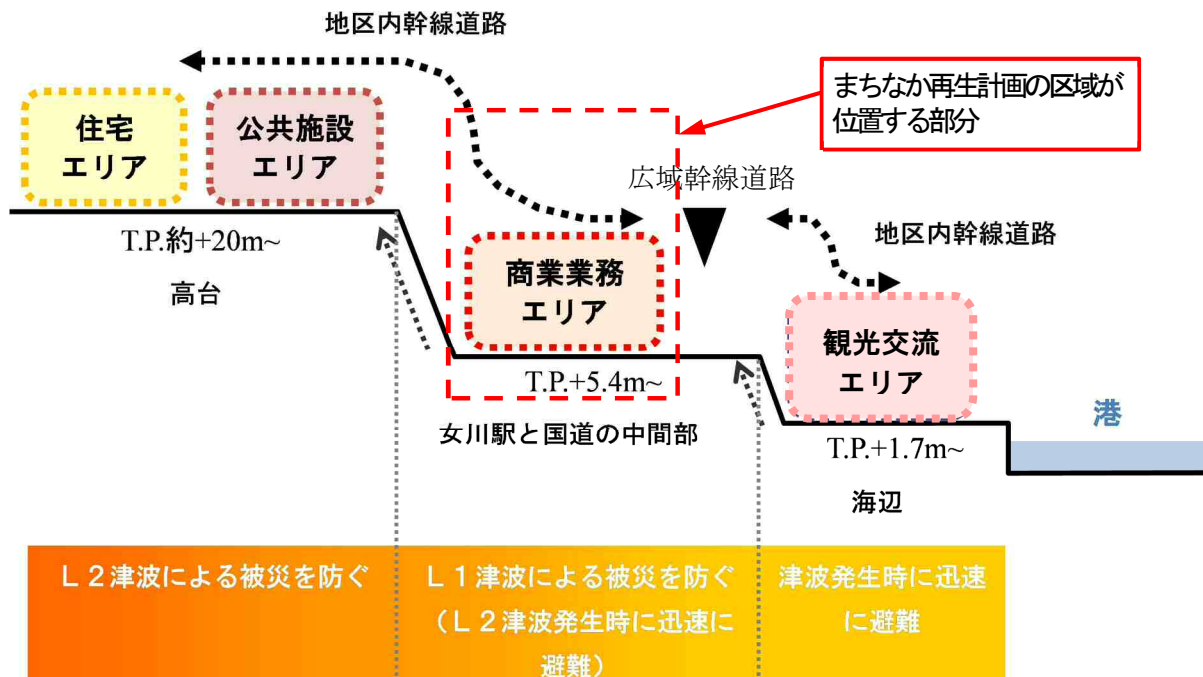 地区内幹線道路
まちなか再生計画の区域が
位置する部分
住宅
エリア
公共施設
エリア
広域幹線道路
地区内幹線道路
T.P.約+20m~
高台
商業業務
エリア
観光交流
エリア
T.P.+5.4m~
女川駅と国道の中間部
港
T.P.+1.7m~
海辺
L2津波による被災を防ぐ
L1津波による被災を防ぐ
（L2津波発生時に迅速に
避難）
津波発生時に迅速
に避難